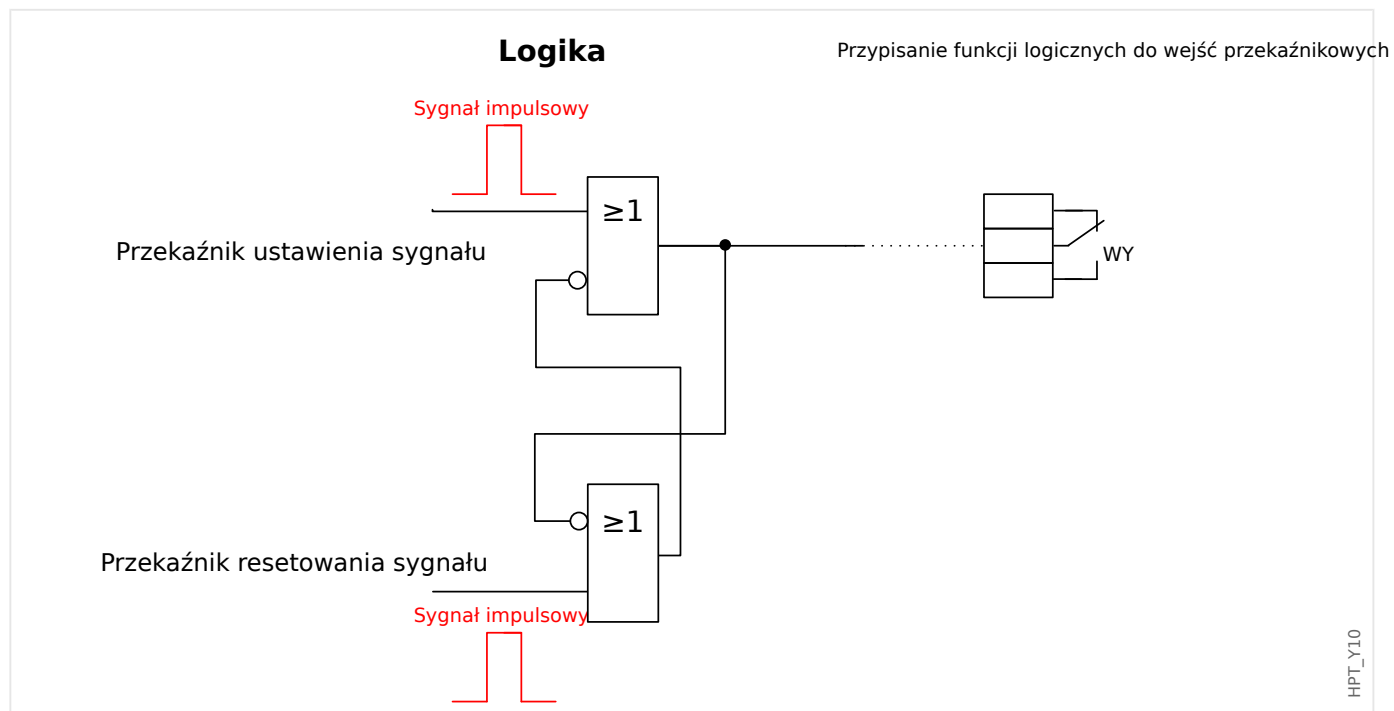 Logika
Przypisanie funkcji logicznych do wejść przekaźnikowych
Sygnał impulsowy
≥1
Przekaźnik ustawienia sygnału
WY
≥1
Przekaźnik resetowania sygnału
Sygnał impulsowy
HPT_Y10